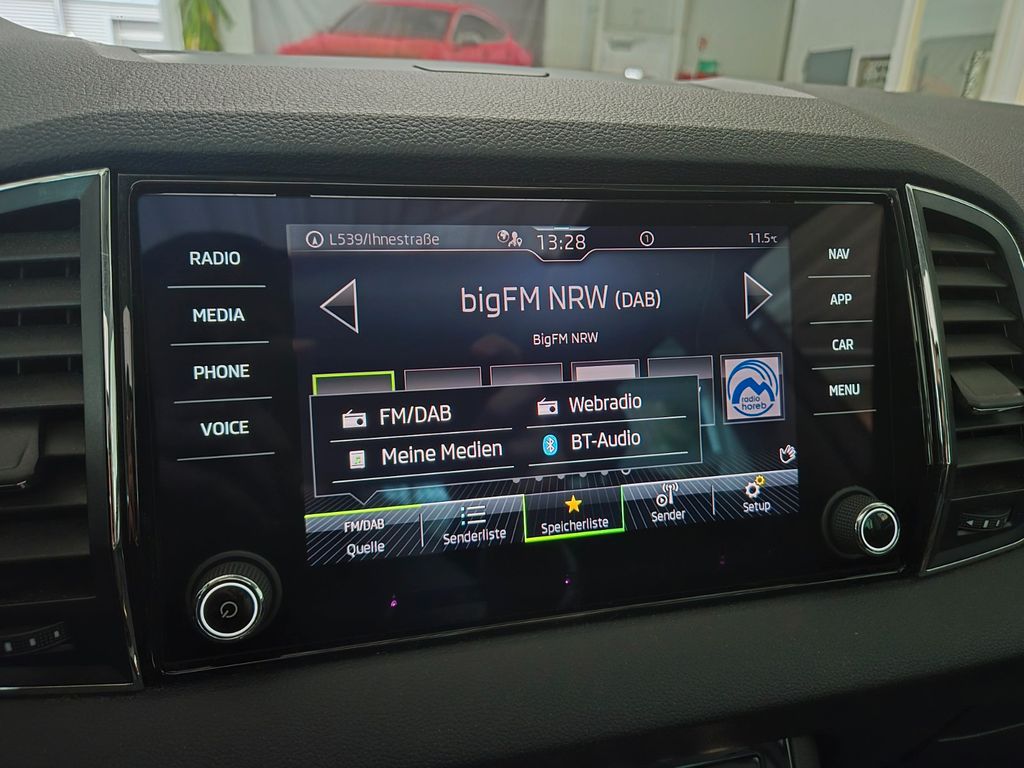 L539/Ihnestraße
13:28
1
11.5°C
RADIO
MEDIA
PHONE
VOICE
NAV
APP
CAR
MENU
bigFM NRW (DAB)
BigFM NRW
radio
horeb
FM/DAB
Webradio
Meine Medien
BT-Audio
FM/DAB
Quelle
Senderliste
Speicherliste
Sender
Setup